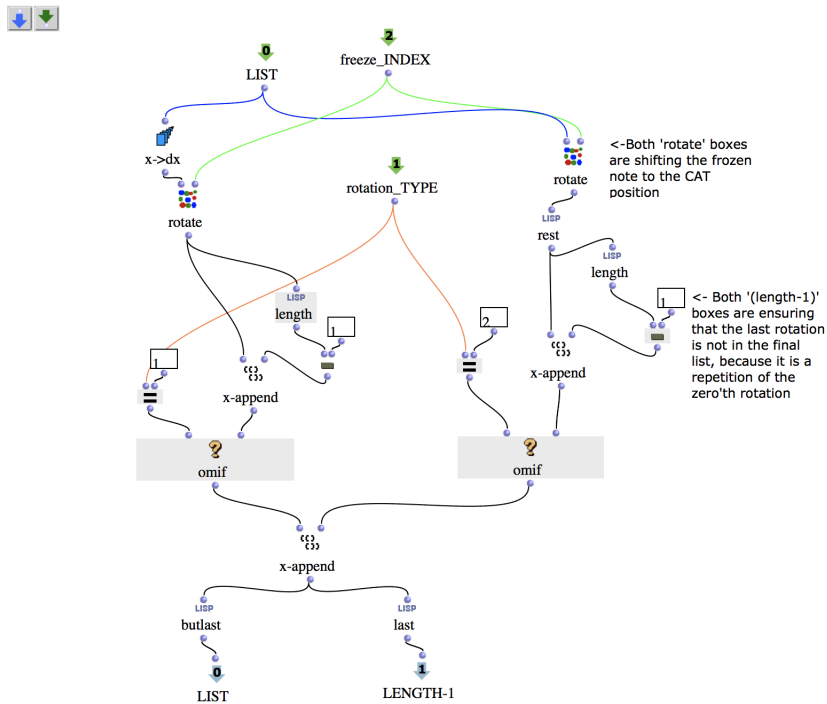 0
LIST
2
freeze_INDEX
x->dx
rotate
1
rotation_TYPE
rotate
<-Both 'rotate' boxes
are shifting the frozen
note to the CAT
position
LISP
rest
LISP
length
LISP
length
1
2
1
<- Both '(length-1)'
boxes are ensuring
that the last rotation
is not in the final
list, because it is a
repetition of the
zero'th rotation
1
=
=
x-append
x-append
?
omif
?
omif
x-append
LISP
butlast
LISP
last
0
LIST
1
LENGTH-1